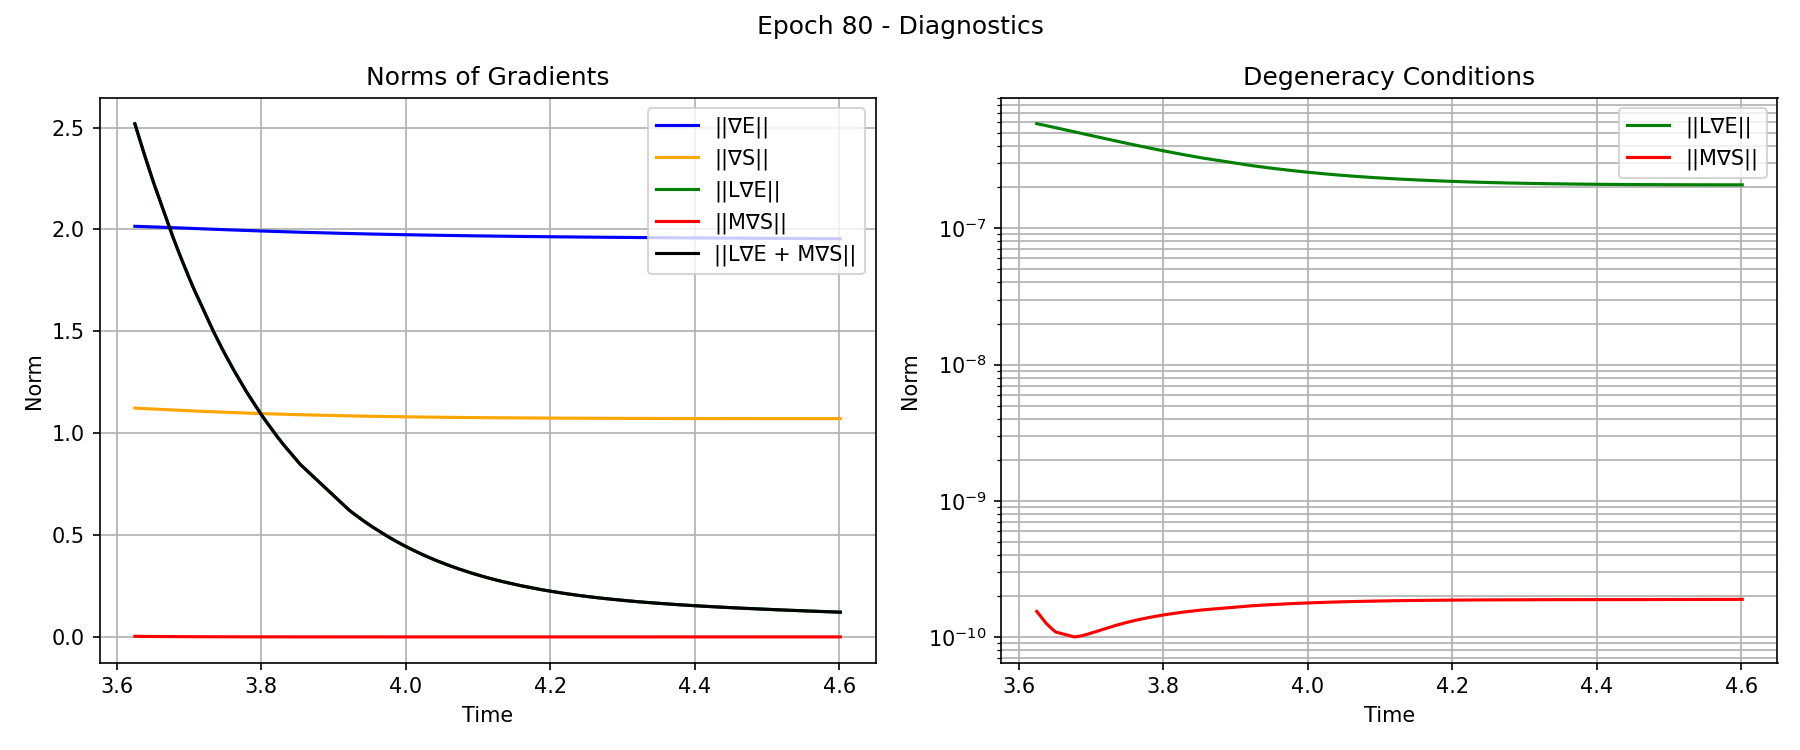 Epoch 80 - Diagnostics
Norms of Gradients
||∇E||
||∇S||
||L∇E||
||M∇S||
||L∇E + M∇S||
2.5
2.0
1.5
1.0
0.5
0.0
Norm
3.6 3.8 4.0 4.2 4.4 4.6
Time
Degeneracy Conditions
||L∇E||
||M∇S||
10⁻⁷
10⁻⁸
10⁻⁹
10⁻¹⁰
Norm
3.6 3.8 4.0 4.2 4.4 4.6
Time